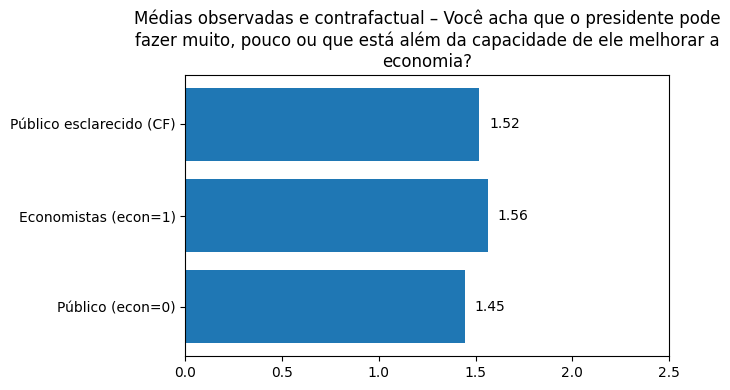 Médias observadas e contrafactual – Você acha que o presidente pode
fazer muito, pouco ou que está além da capacidade de ele melhorar a
economia?
Público esclarecido (CF)
1.52
Economistas (econ=1)
1.56
Público (econ=0)
1.45
0.0 0.5 1.0 1.5 2.0 2.5